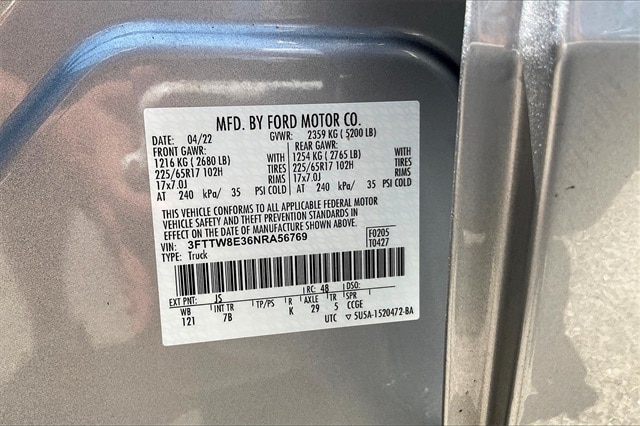 MFD. BY FORD MOTOR CO.
DATE: 04/22 GVWR: 2359 KG ( 5200 LB)
FRONT GAWR: REAR GAWR:
1216 KG ( 2680 LB) WITH 1254 KG ( 2765 LB) WITH
225/65R17 102H TIRES 225/65R17 102H TIRES
17x7.0J RIMS 17x7.0J RIMS
AT 240 kPa/ 35 PSI COLD AT 240 kPa/ 35 PSI COLD
THIS VEHICLE CONFORMS TO ALL APPLICABLE FEDERAL MOTOR
VEHICLE SAFETY AND THEFT PREVENTION STANDARDS IN
EFFECT ON THE DATE OF MANUFACTURE SHOWN ABOVE.
VIN: 3FTTW8E36NRA56769 F0205
TYPE: Truck T0427
EXT PNT: JS RC: 48 DSO:
WB INT TR TP/PS R AXLE TR SPR
121 7B K 29 5 CCGE
UTC ▽ 5U5A-1520472-BA